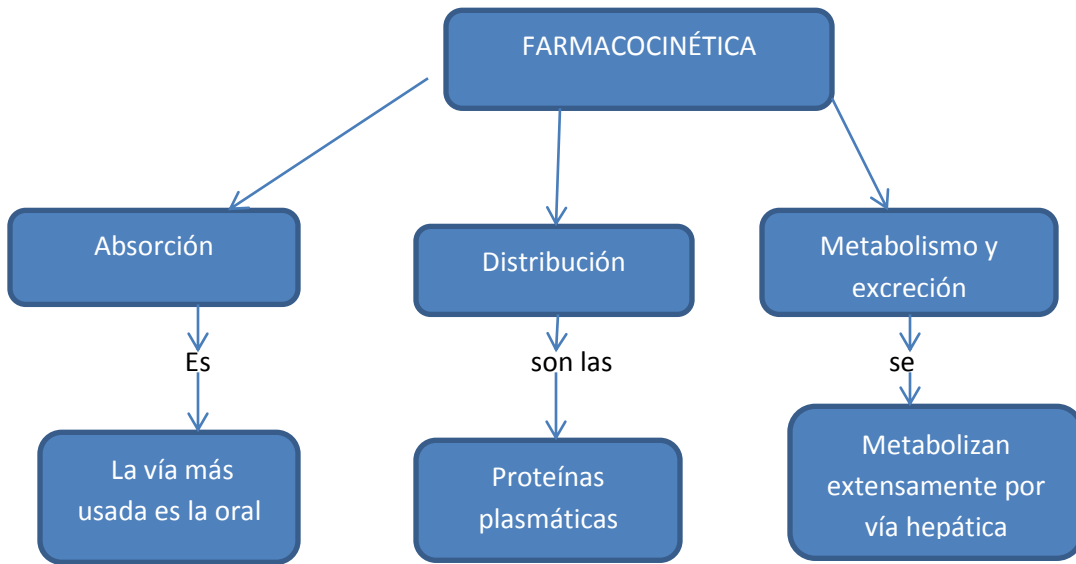 FARMACOCINÉTICA
Absorción
Distribución
Metabolismo y
excreción
Es
son las
se
La vía más
usada es la oral
Proteínas
plasmáticas
Metabolizan
extensamente por
vía hepática